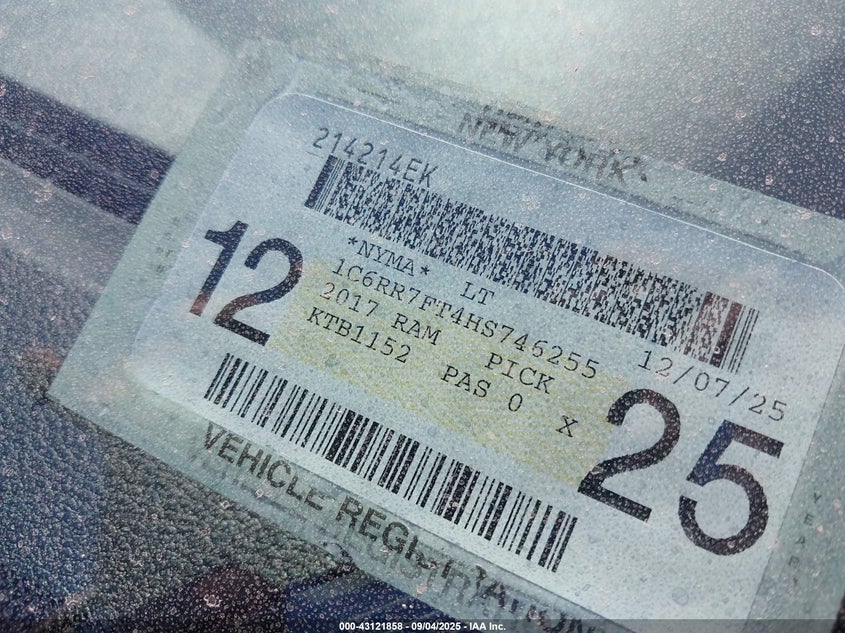 NEW YORK
214214EK
*NYMA* LT
1C6RR7FT4HS746255 12/07/25
2017 RAM PICK
KTB1152 PAS 0 X
12
25
YEAR
VEHICLE REGISTRATION
000-43121858 - 09/04/2025 - IAA Inc.